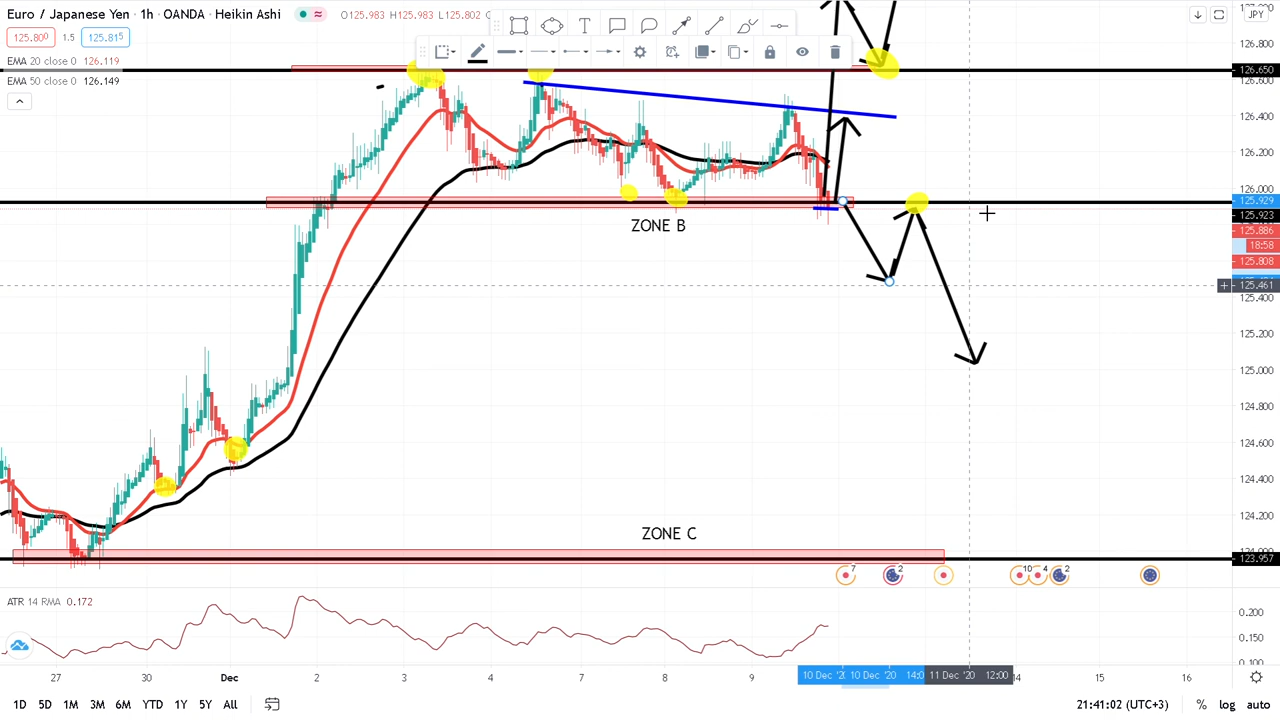 Euro / Japanese Yen · 1h · OANDA · Heikin Ashi
O125.983 H125.983 L125.802
125.800 1.5 125.815
EMA 20 close 0 126.119
EMA 50 close 0 126.149
JPY
126.800
126.650
126.600
126.400
126.200
126.000
125.929
125.923
125.886
18:58
125.808
125.461
125.400
125.200
125.000
124.800
124.600
124.400
124.200
124.000
123.957
ZONE B
ZONE C
7 2 10 4 2
ATR 14 RMA 0.172
0.200
0.150
0.100
27 30 Dec 2 3 4 7 8 9 10 Dec '20 10 Dec '20 14:0 11 Dec '20 12:00 14 15 16
1D 5D 1M 3M 6M YTD 1Y 5Y All
21:41:02 (UTC+3) % log auto